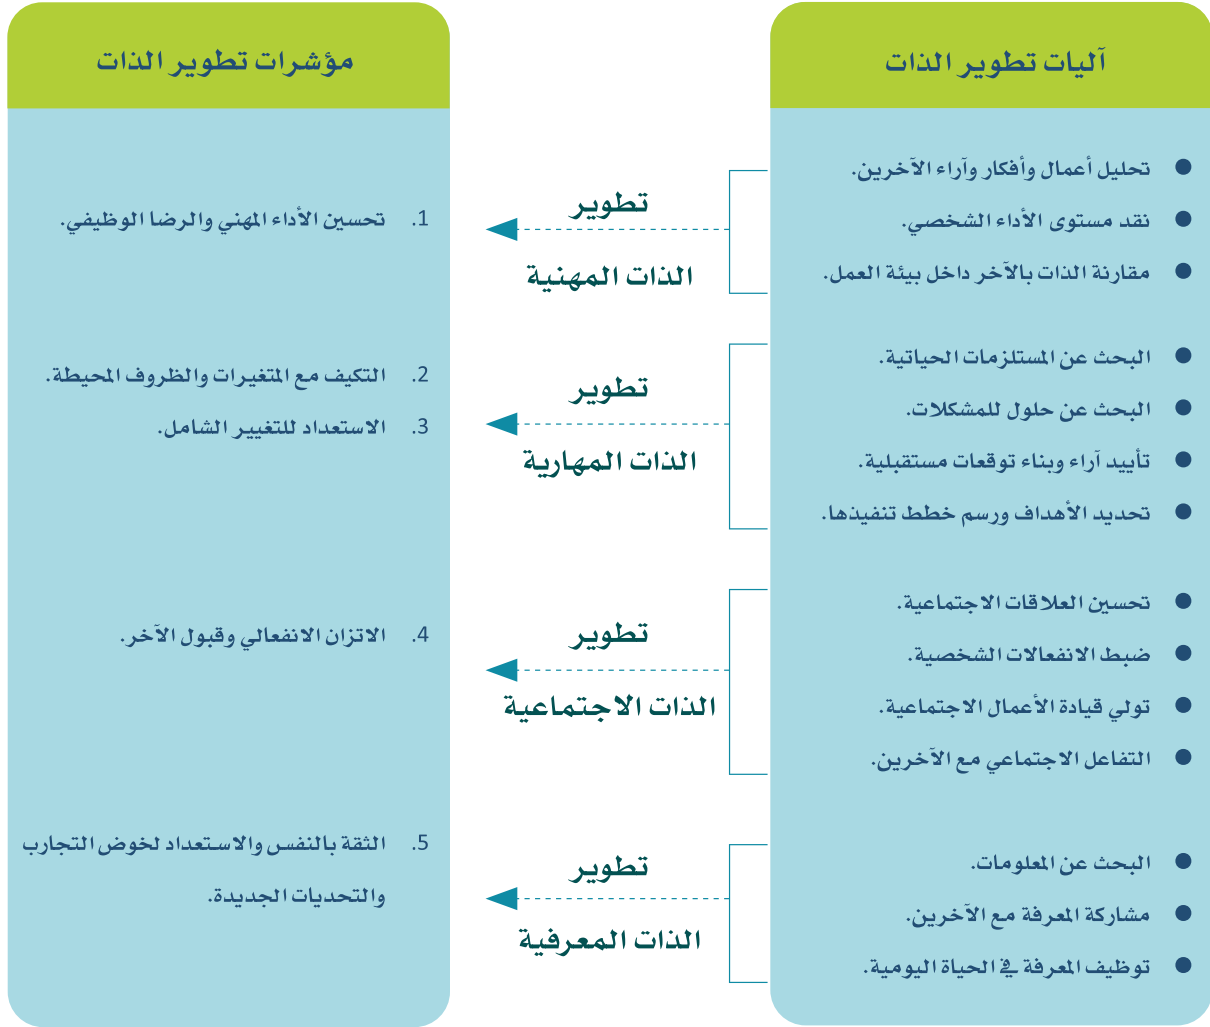 آليات تطوير الذات
● تحليل أعمال وأفكار وآراء الآخرين.
● نقد مستوى الأداء الشخصي.
● مقارنة الذات بالآخر داخل بيئة العمل.
● البحث عن المستلزمات الحياتية.
● البحث عن حلول للمشكلات.
● تأييد آراء وبناء توقعات مستقبلية.
● تحديد الأهداف ورسم خطط تنفيذها.
● تحسين العلاقات الاجتماعية.
● ضبط الانفعالات الشخصية.
● تولي قيادة الأعمال الاجتماعية.
● التفاعل الاجتماعي مع الآخرين.
● البحث عن المعلومات.
● مشاركة المعرفة مع الآخرين.
● توظيف المعرفة في الحياة اليومية.
تطوير
الذات المهنية
تطوير
الذات المهارية
تطوير
الذات الاجتماعية
تطوير
الذات المعرفية
مؤشرات تطوير الذات
1. تحسين الأداء المهني والرضا الوظيفي.
2. التكيف مع المتغيرات والظروف المحيطة.
3. الاستعداد للتغيير الشامل.
4. الاتزان الانفعالي وقبول الآخر.
5. الثقة بالنفس والاستعداد لخوض التجارب
والتحديات الجديدة.